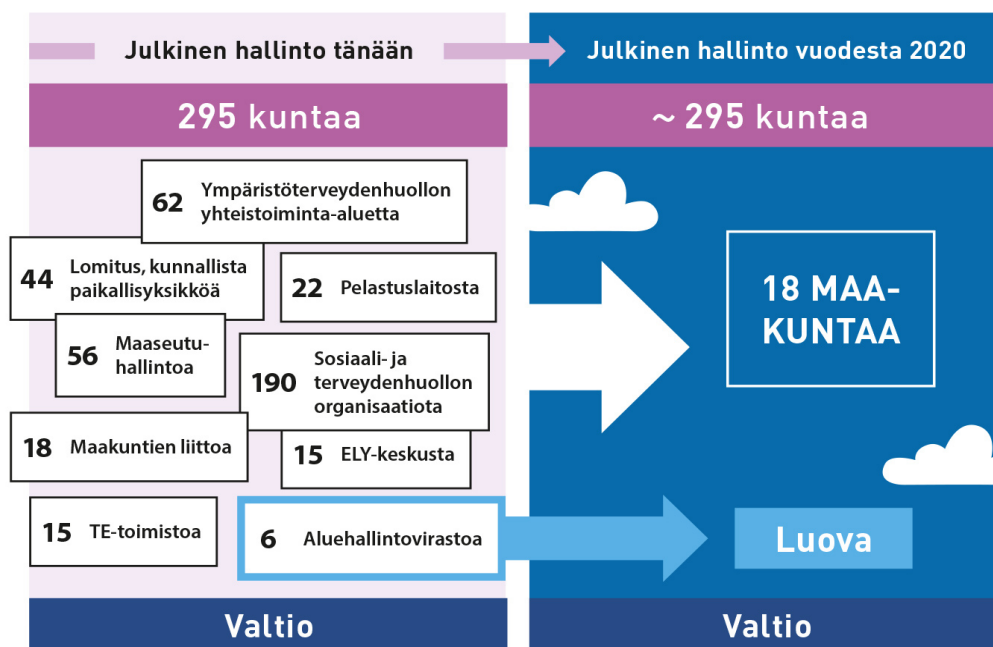 Julkinen hallinto tänään
295 kuntaa
62 Ympäristöterveydenhuollon
yhteistoiminta-aluetta
44 Lomitus, kunnallista
paikallisyksikköä
22 Pelastuslaitosta
56 Maaseutu-
hallintoa
190 Sosiaali- ja
terveydenhuollon
organisaatiota
18 Maakuntien liittoa
15 ELY-keskusta
15 TE-toimistoa
6 Aluehallintovirastoa
Valtio
Julkinen hallinto vuodesta 2020
~ 295 kuntaa
18 MAA-
KUNTAA
Luova
Valtio